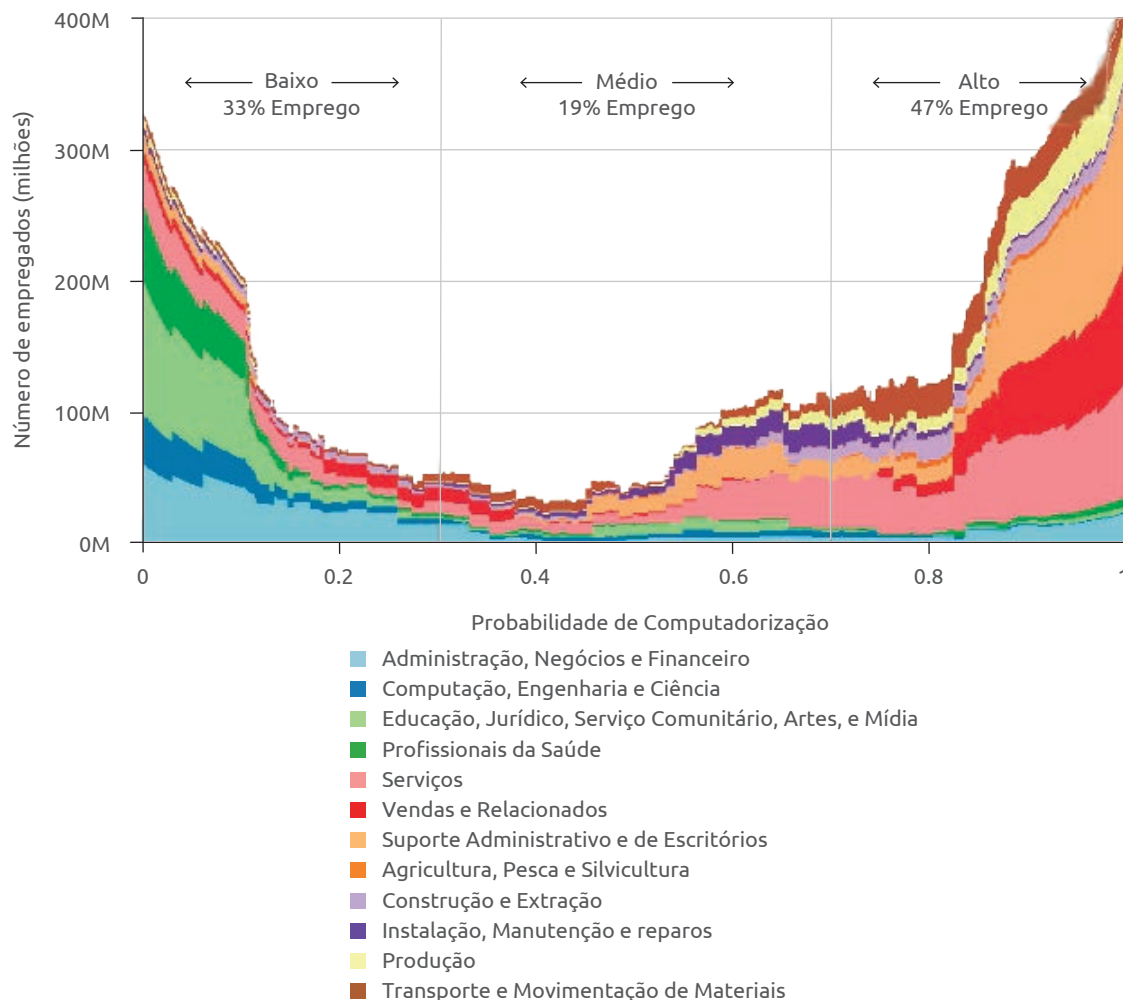 400M
300M
200M
100M
0M
Número de empregados (milhões)
Baixo
33% Emprego
Médio
19% Emprego
Alto
47% Emprego
0
0.2
0.4
0.6
0.8
1
Probabilidade de Computadorização
Administração, Negócios e Financeiro
Computação, Engenharia e Ciência
Educação, Jurídico, Serviço Comunitário, Artes, e Mídia
Profissionais da Saúde
Serviços
Vendas e Relacionados
Suporte Administrativo e de Escritórios
Agricultura, Pesca e Silvicultura
Construção e Extração
Instalação, Manutenção e reparos
Produção
Transporte e Movimentação de Materiais